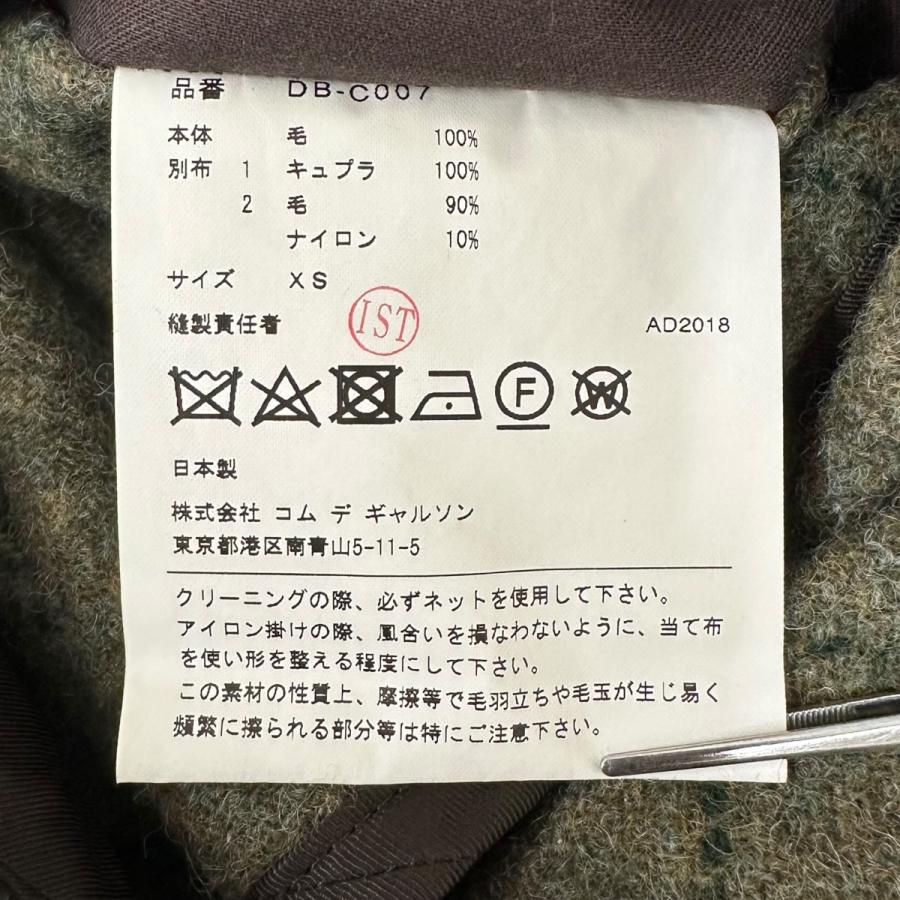 品番 DB-C007
本体 毛 100%
別布 1 キュプラ 100%
2 毛 90%
ナイロン 10%
サイズ XS
縫製責任者 IST AD2018
F W
日本製
株式会社 コム デ ギャルソン
東京都港区南青山5-11-5
クリーニングの際、必ずネットを使用して下さい。
アイロン掛けの際、風合いを損なわないように、当て布
を使い形を整える程度にして下さい。
この素材の性質上、摩擦等で毛羽立ちや毛玉が生じ易く
頻繁に擦られる部分等は特にご注意下さい。